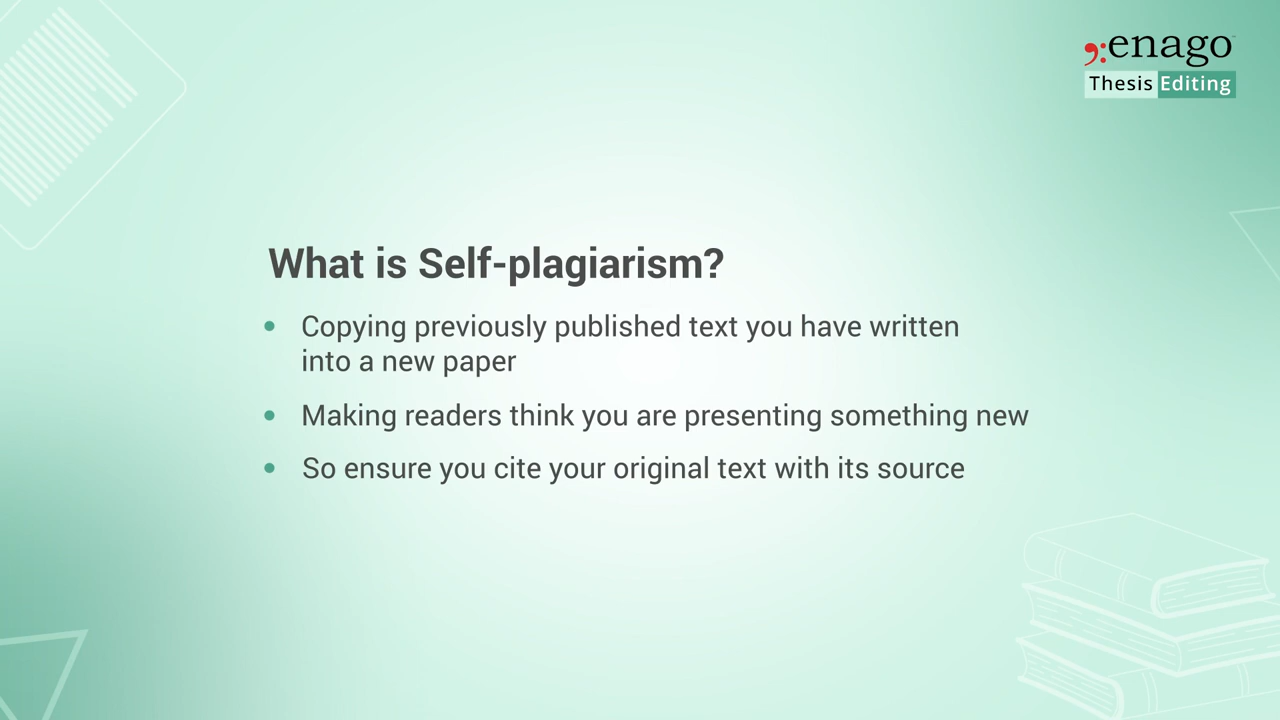 enago
Thesis Editing
What is Self-plagiarism?
• Copying previously published text you have written
into a new paper
• Making readers think you are presenting something new
• So ensure you cite your original text with its source